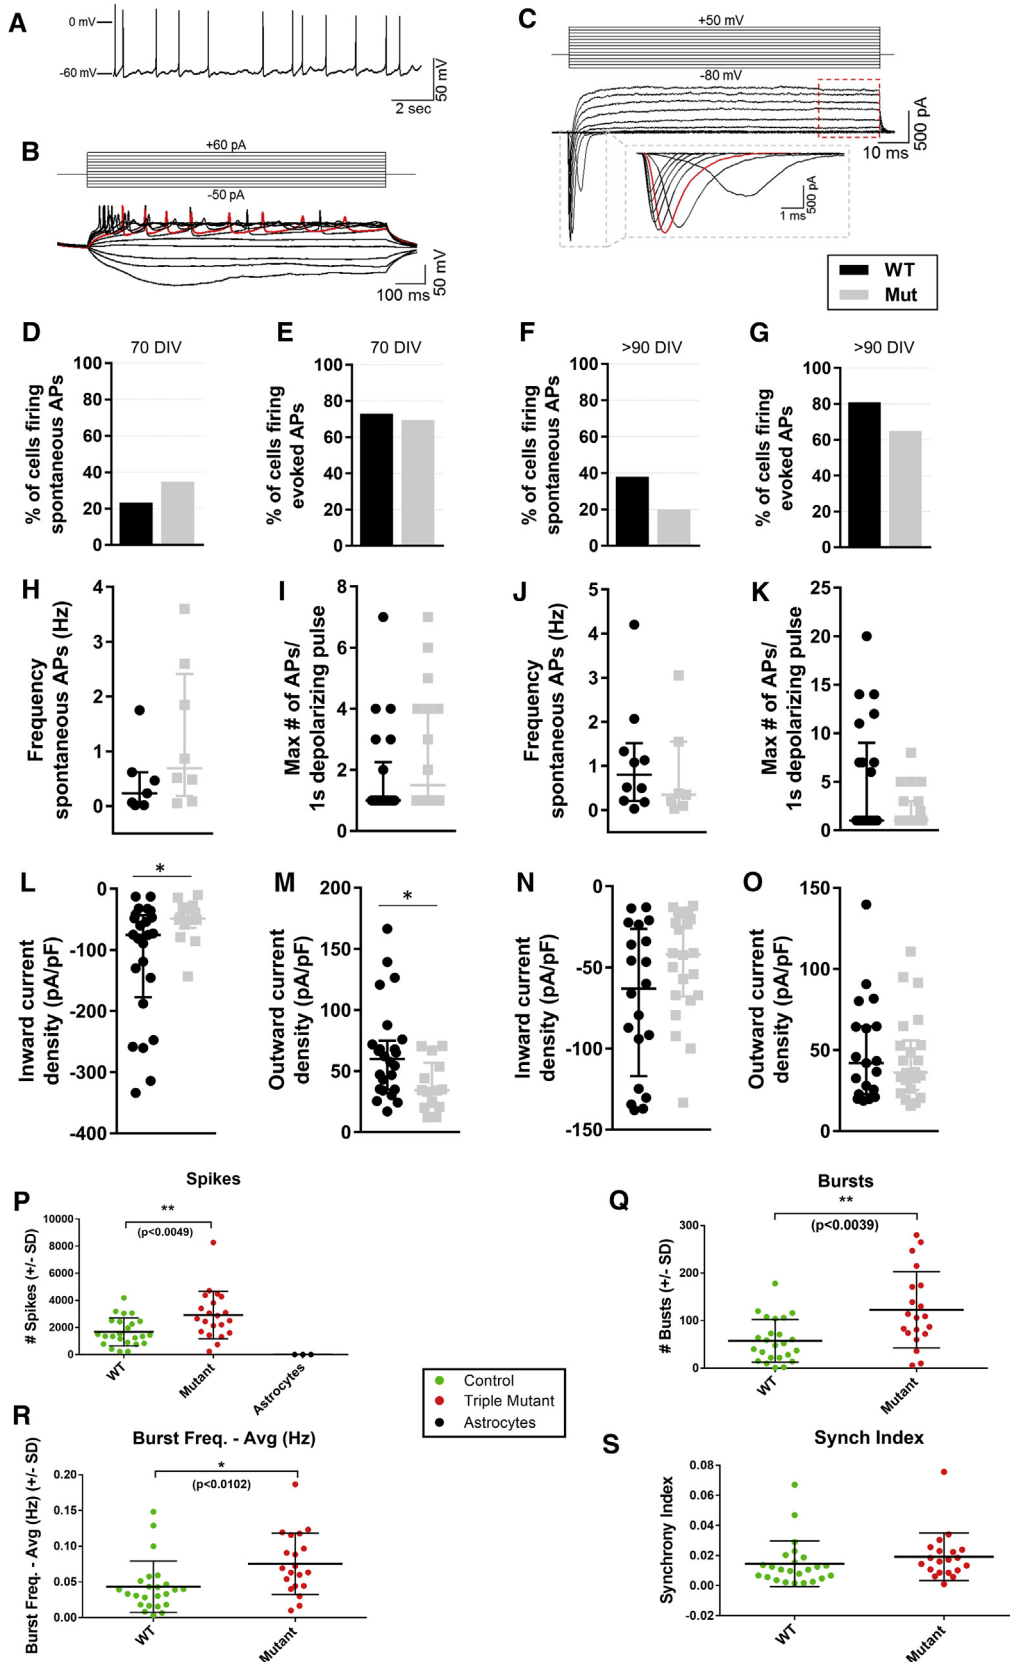 A
0 mV
-60 mV
50 mV
2 sec
B
+60 pA
-50 pA
50 mV
100 ms
C
+50 mV
-80 mV
500 pA
10 ms
500 pA
1 ms
WT
Mut
D
70 DIV
% of cells firing
spontaneous APs
100
80
60
40
20
0
E
70 DIV
% of cells firing
evoked APs
100
80
60
40
20
0
F
>90 DIV
% of cells firing
spontaneous APs
100
80
60
40
20
0
G
>90 DIV
% of cells firing
evoked APs
100
80
60
40
20
0
H
Frequency
spontaneous APs (Hz)
4
3
2
1
0
I
Max # of APs/
1s depolarizing pulse
8
6
4
2
0
J
Frequency
spontaneous APs (Hz)
5
4
3
2
1
0
K
Max # of APs/
1s depolarizing pulse
25
20
15
10
5
0
L
Inward current
density (pA/pF)
0
-100
-200
-300
-400
*
M
Outward current
density (pA/pF)
200
150
100
50
0
*
N
Inward current
density (pA/pF)
0
-50
-100
-150
O
Outward current
density (pA/pF)
150
100
50
0
P
Spikes
# Spikes (+/- SD)
10000
8000
6000
4000
2000
0
**
(p<0.0049)
WT
Mutant
Astrocytes
Q
Bursts
# Busts (+/- SD)
300
200
100
0
**
(p<0.0039)
WT
Mutant
Control
Triple Mutant
Astrocytes
R
Burst Freq. - Avg (Hz)
Burst Freq. - Avg (Hz) (+/- SD)
0.20
0.15
0.10
0.05
0.00
*
(p<0.0102)
WT
Mutant
S
Synch Index
Synchrony Index
0.08
0.06
0.04
0.02
0.00
-0.02
WT
Mutant